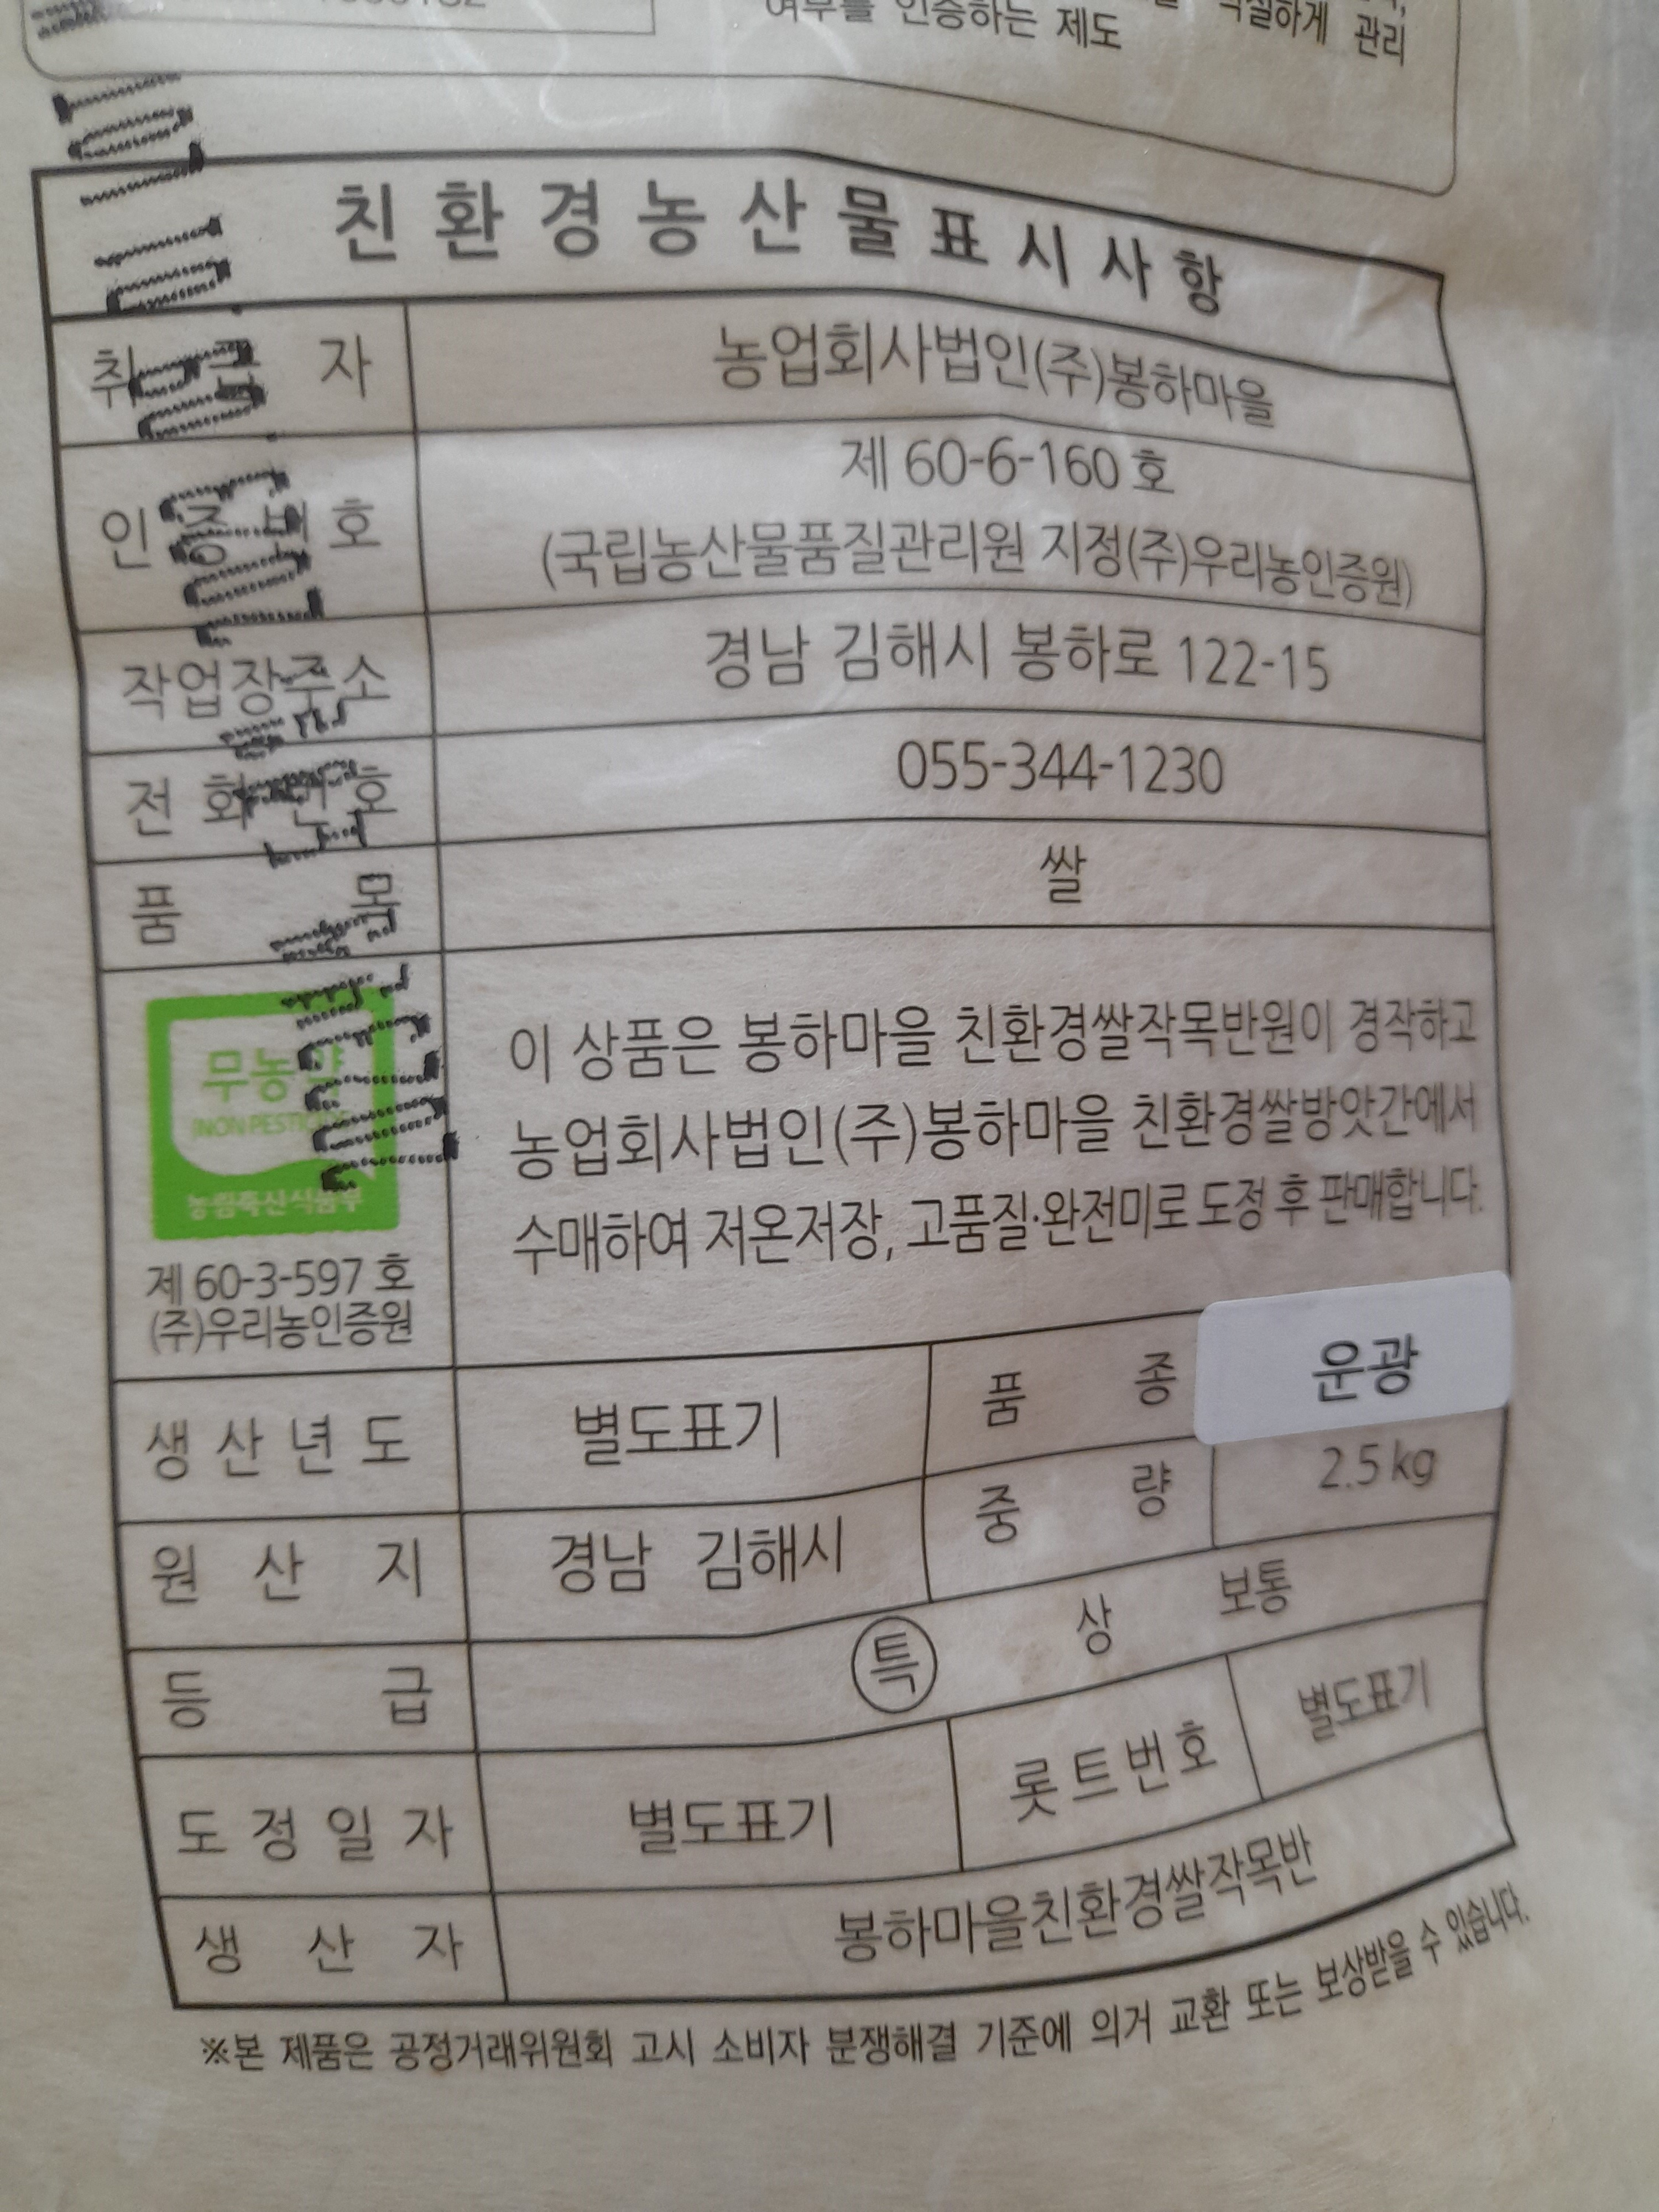 여부를 인증하는 제도
관리
친환경농산물표시사항
취급자 농업회사법인(주)봉하마을
인증번호 제 60-6-160 호
(국립농산물품질관리원 지정(주)우리농인증원)
작업장주소 경남 김해시 봉하로 122-15
전화번호 055-344-1230
품목 쌀
무농약
농림축산식품부
제 60-3-597 호
(주)우리농인증원
이 상품은 봉하마을 친환경쌀작목반원이 경작하고
농업회사법인(주)봉하마을 친환경쌀방앗간에서
수매하여 저온저장, 고품질·완전미로 도정 후 판매합니다.
생산년도 별도표기 품종 운광
원산지 경남 김해시 중량 2.5 kg
등급 특 상 보통
도정일자 별도표기 롯트번호 별도표기
생산자 봉하마을친환경쌀작목반
※본 제품은 공정거래위원회 고시 소비자 분쟁해결 기준에 의거 교환 또는 보상받을 수 있습니다.